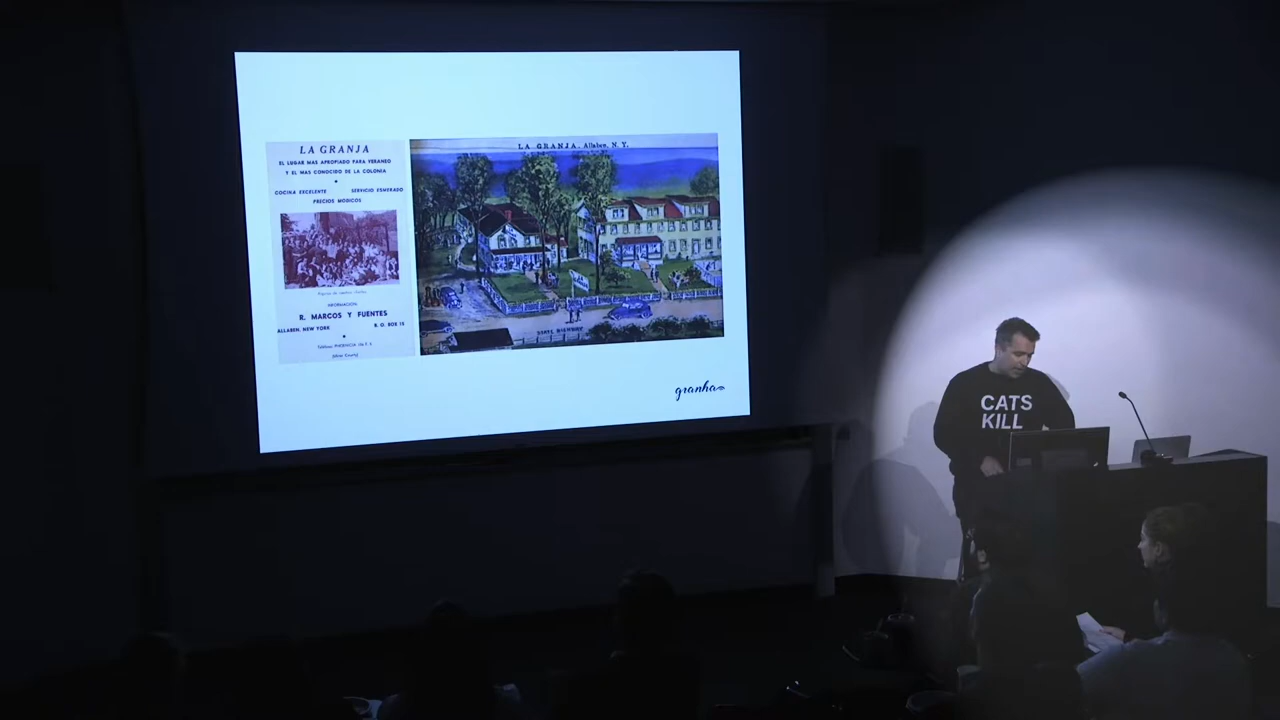 LA GRANJA
EL LUGAR MAS APROPIADO PARA VERANEO
Y EL MAS CONOCIDO DE LA COLONIA
COCINA EXCELENTE SERVICIO ESMERADO
PRECIOS MODICOS
INFORMACION:
R. MARCOS Y FUENTES
ALLABEN, NEW YORK B. O. BOX 10
LA GRANJA, Allaben, N. Y.
STATE HIGHWAY
granha
CATS
KILL